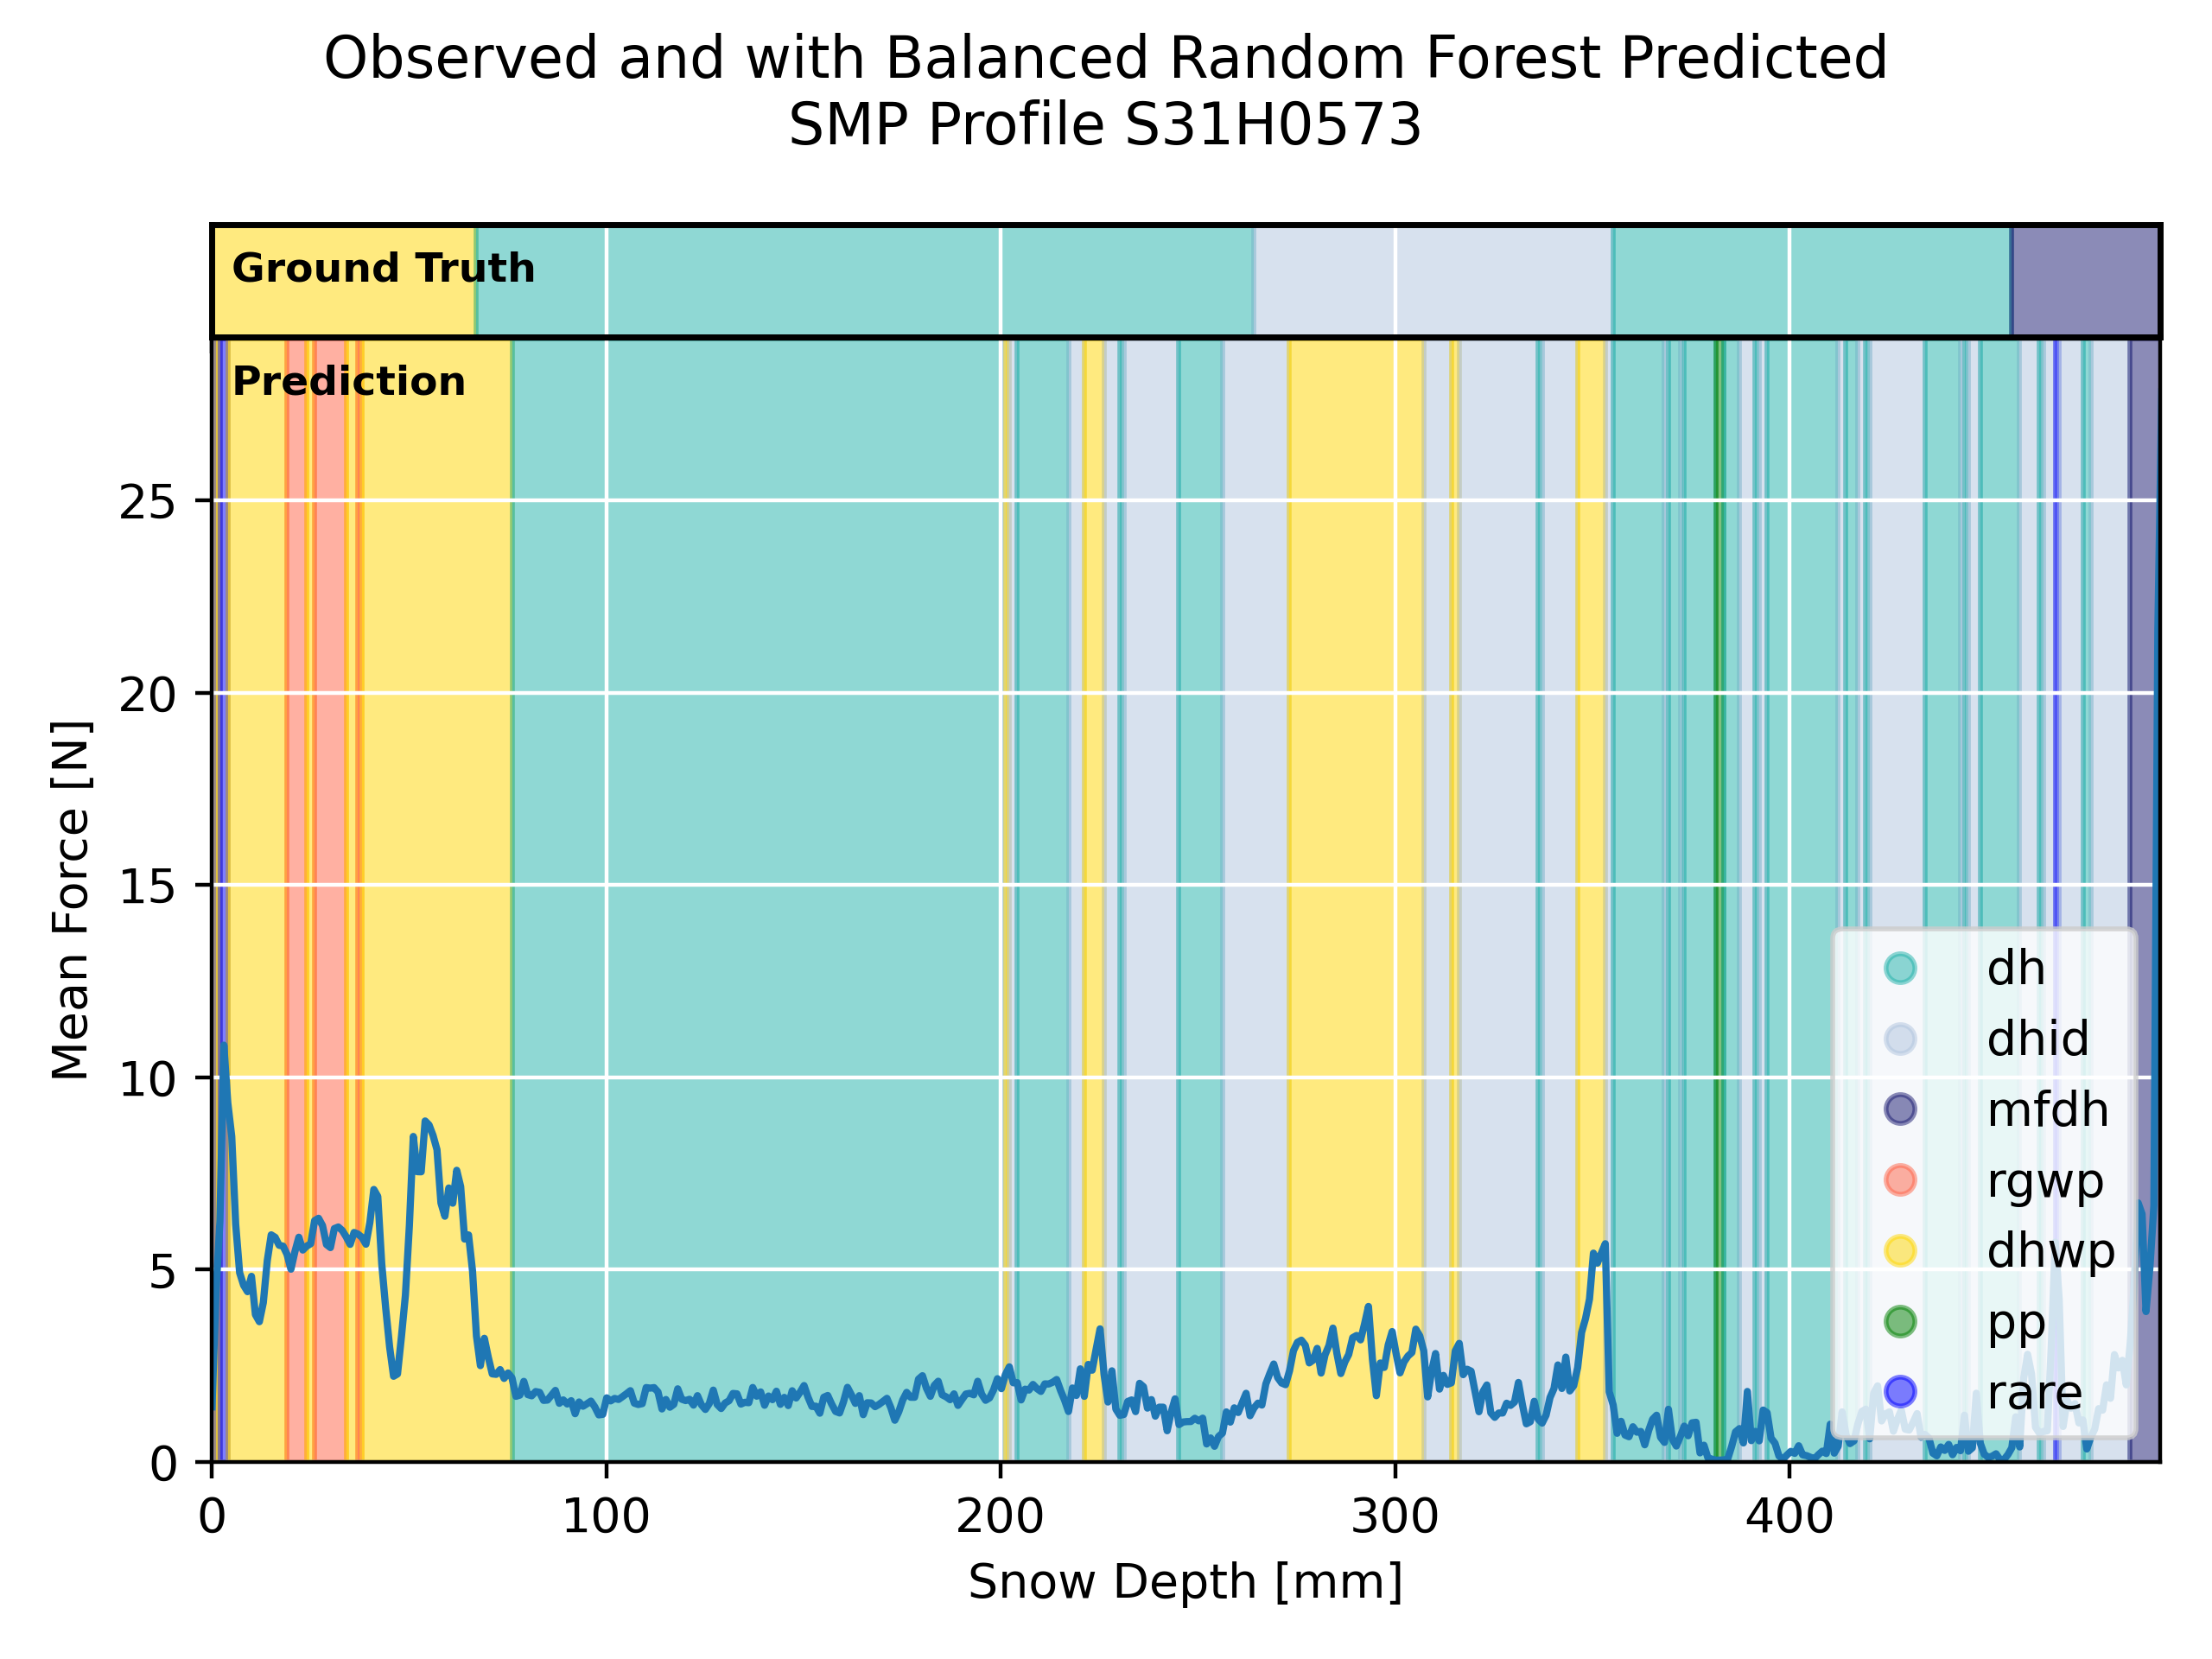 Observed and with Balanced Random Forest Predicted
SMP Profile S31H0573
Ground Truth
Prediction
25
20
15
10
5
0
Mean Force [N]
dh
dhid
mfdh
rgwp
dhwp
pp
rare
0 100 200 300 400
Snow Depth [mm]